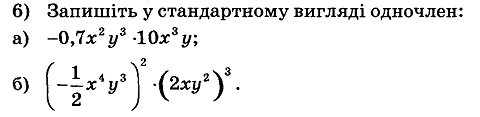 6) Запишіть у стандартному вигляді одночлен:
а) −0,7x²y³ ·10x³y;
б) (−1/2 x⁴y³)² ·(2xy²)³.